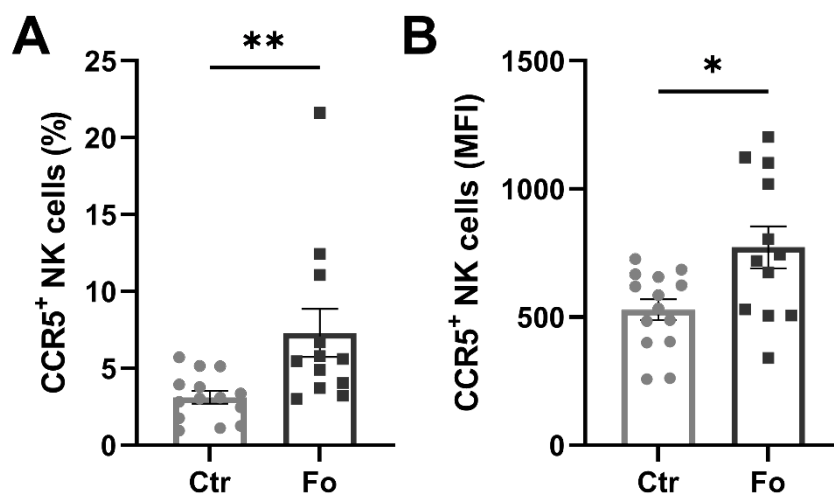 A
B
CCR5+ NK cells (%)
25
20
15
10
5
0
**
Ctr
Fo
CCR5+ NK cells (MFI)
1500
1000
500
0
*
Ctr
Fo